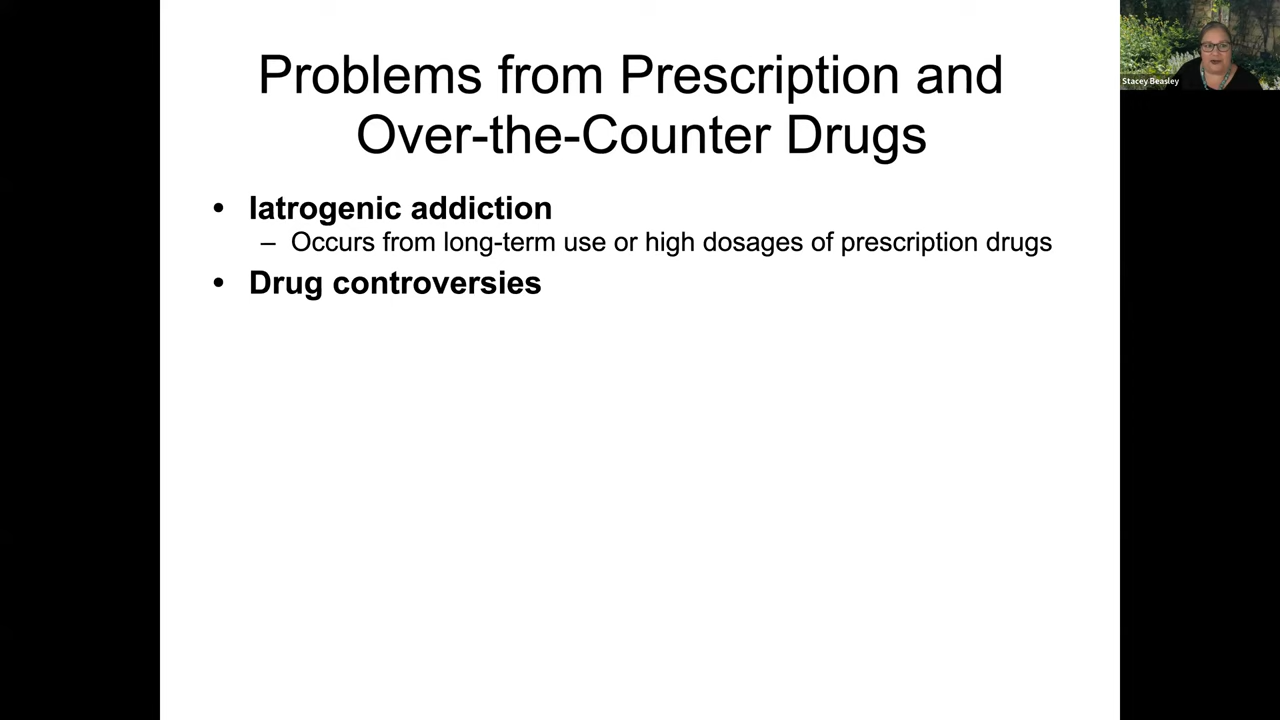 Problems from Prescription and
Over-the-Counter Drugs
• Iatrogenic addiction
– Occurs from long-term use or high dosages of prescription drugs
• Drug controversies
Stacey Beasley